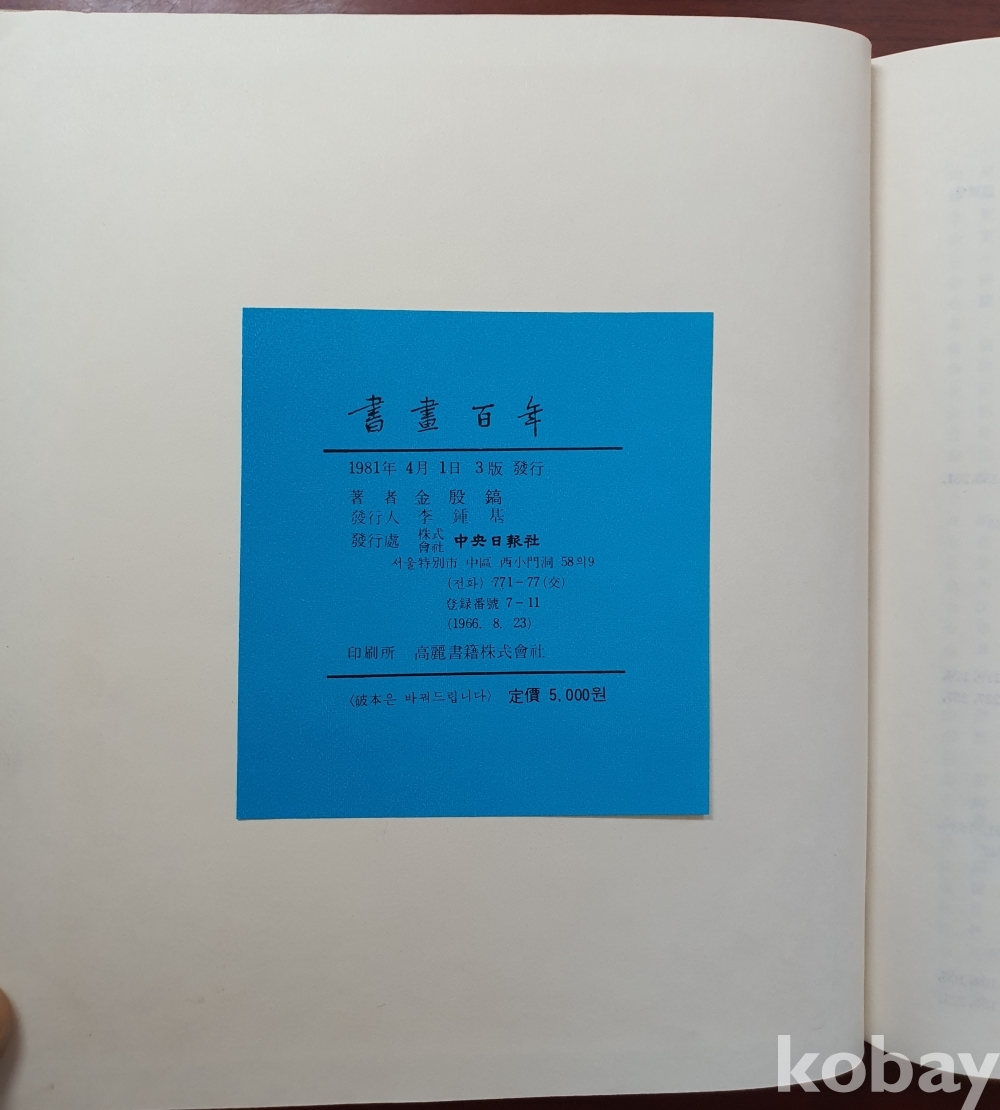 書畫百年
1981年 4月 1日 3版 發行
著者 金殷鎬
發行人 李鍾基
發行處 株式會社 中央日報社
서울特別市 中區 西小門洞 58의9
(전화) 771-77(交)
登録番號 7-11
(1966. 8. 23)
印刷所 高麗書籍株式會社
〈破本은 바꿔드립니다〉 定價 5,000원
kobay